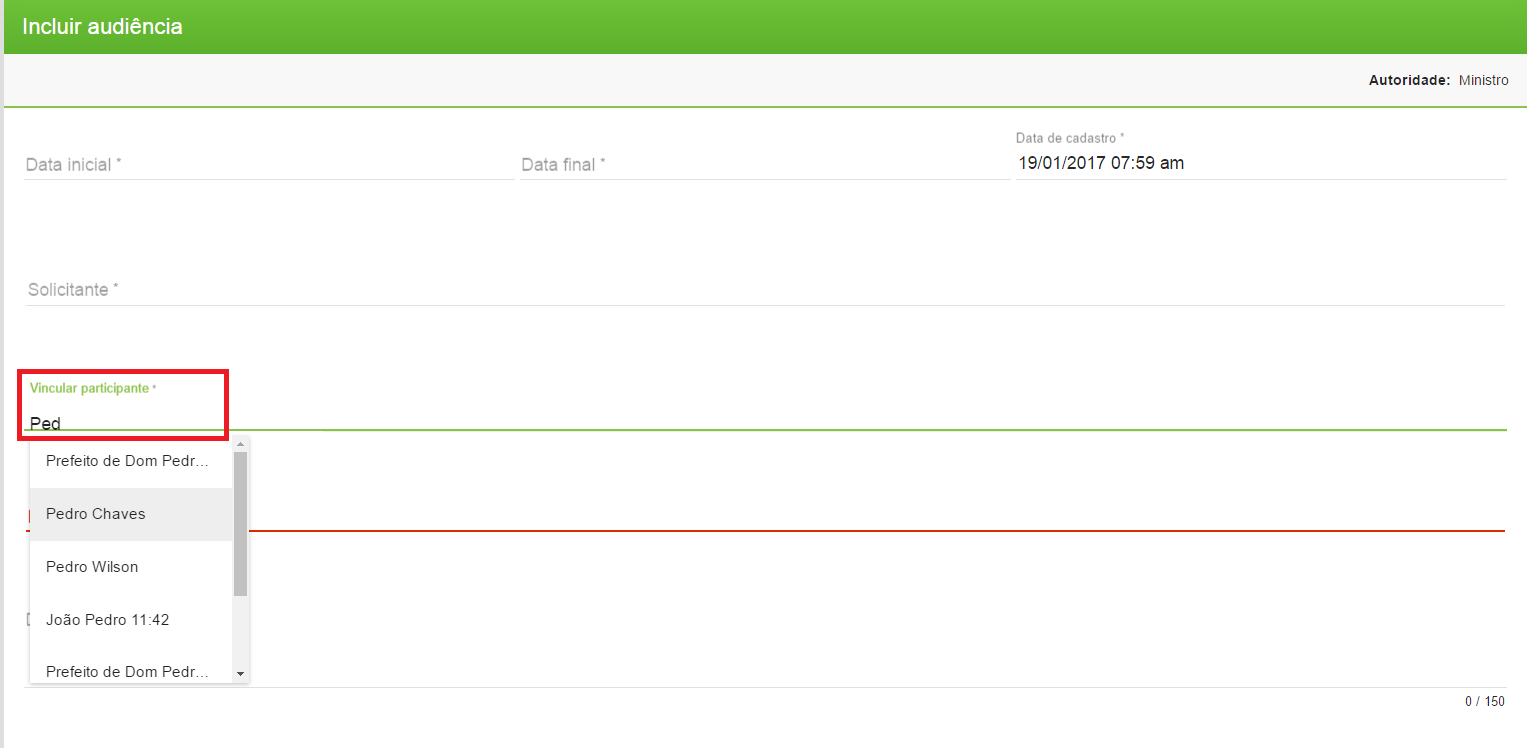 Incluir audiência
Autoridade: Ministro
Data de cadastro *
Data inicial *
Data final *
19/01/2017 07:59 am
Solicitante *
Vincular participante *
Ped
Prefeito de Dom Pedr...
Pedro Chaves
Pedro Wilson
João Pedro 11:42
Prefeito de Dom Pedr...
0 / 150